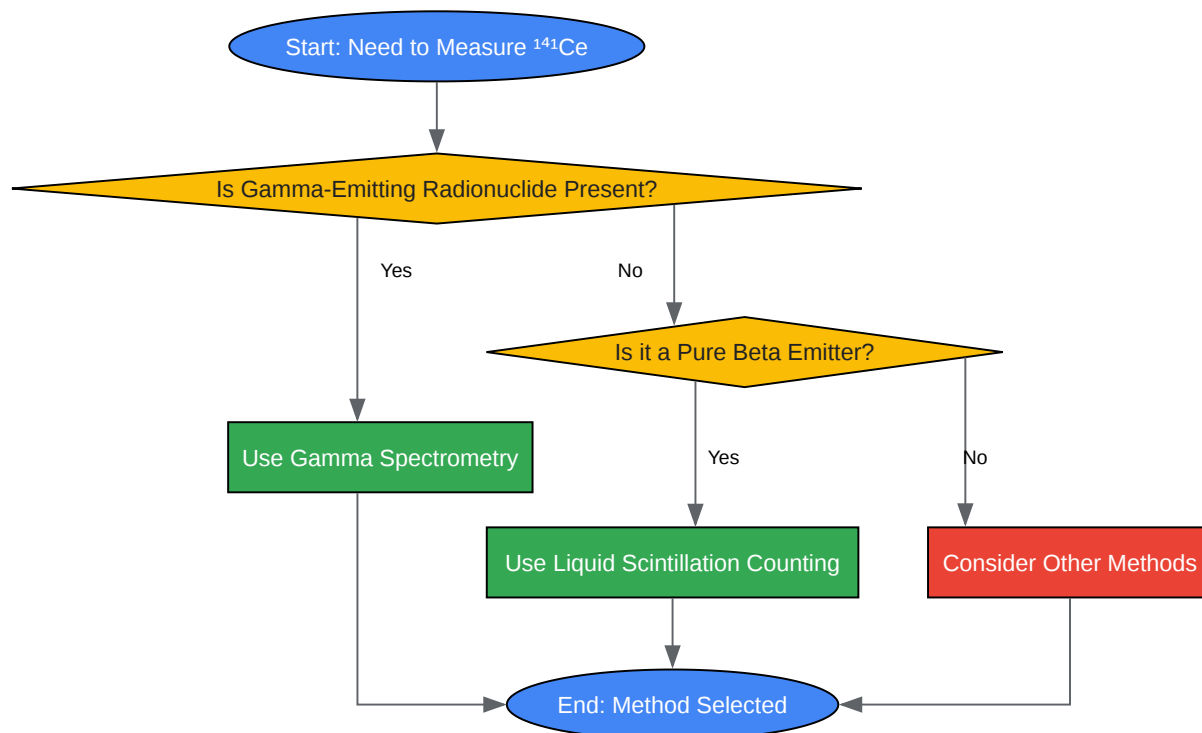 Start: Need to Measure ¹⁴¹Ce
Is Gamma-Emitting Radionuclide Present?
Yes
No
Is it a Pure Beta Emitter?
Use Gamma Spectrometry
Yes
No
Use Liquid Scintillation Counting
Consider Other Methods
End: Method Selected